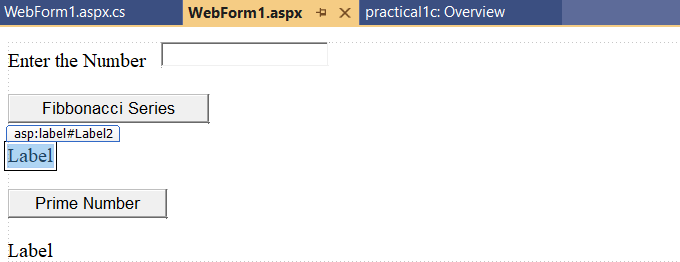 WebForm1.aspx.cs WebForm1.aspx practical1c: Overview
Enter the Number
Fibbonacci Series
asp:label#Label2
Label
Prime Number
Label